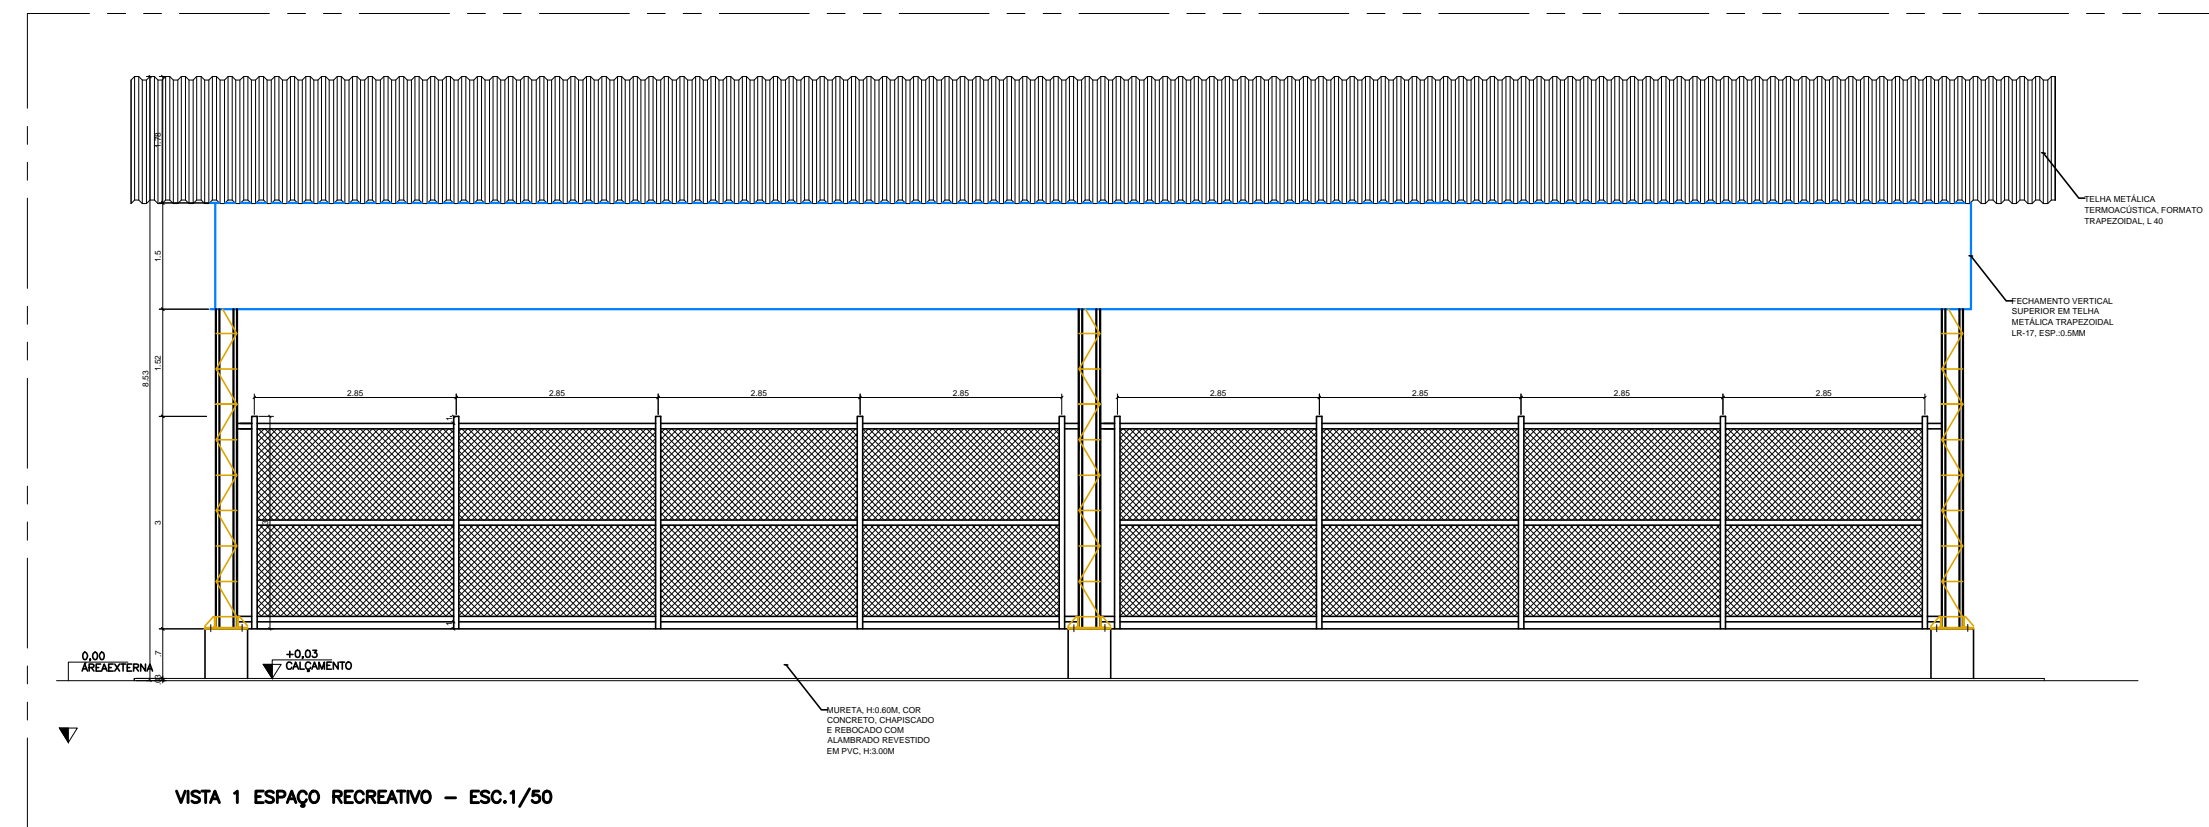 TELHA METÁLICA
TERMOACÚSTICA, FORMATO
TRAPEZOIDAL, L 40
FECHAMENTO VERTICAL
SUPERIOR EM TELHA
METÁLICA TRAPEZOIDAL
LR-17, ESP.:0.5MM
1.78
1.5
1.52
8.53
3
.7
.03
2.85 2.85 2.85 2.85 2.85 2.85 2.85 2.85
0,00
ÁREAEXTERNA
+0,03
CALÇAMENTO
MURETA, H:0.60M, COR
CONCRETO, CHAPISCADO
E REBOCADO COM
ALAMBRADO REVESTIDO
EM PVC, H:3.00M
VISTA 1 ESPAÇO RECREATIVO - ESC.1/50